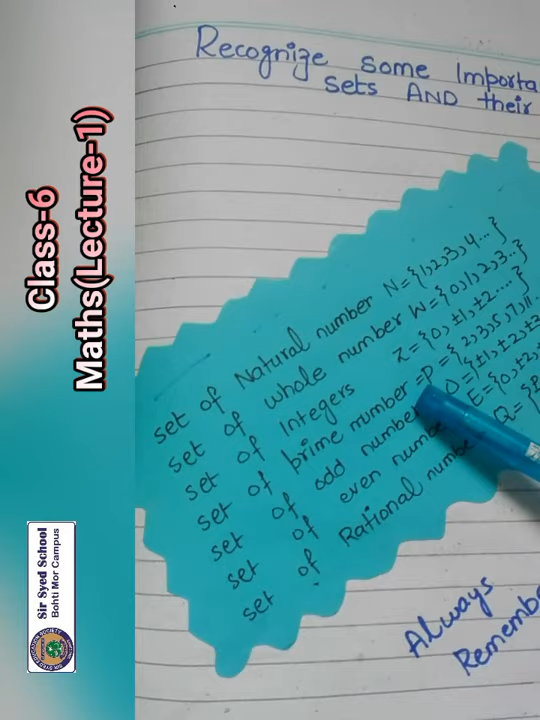 Class-6
Maths(Lecture-1)
Sir Syed School
Bohti Mor Campus
Recognize some Importa
sets AND their
set of Natural number N={1,2,3,4...}
set of whole number W={0,1,2,3..}
set of Integers Z={0,±1,±2....}
set of prime number =P={2,3,5,7,11..
set of odd number O={±1,±2,±3
set of even numbe E={0,±2,±
set of Rational numbe Q={P
Always
Rememb